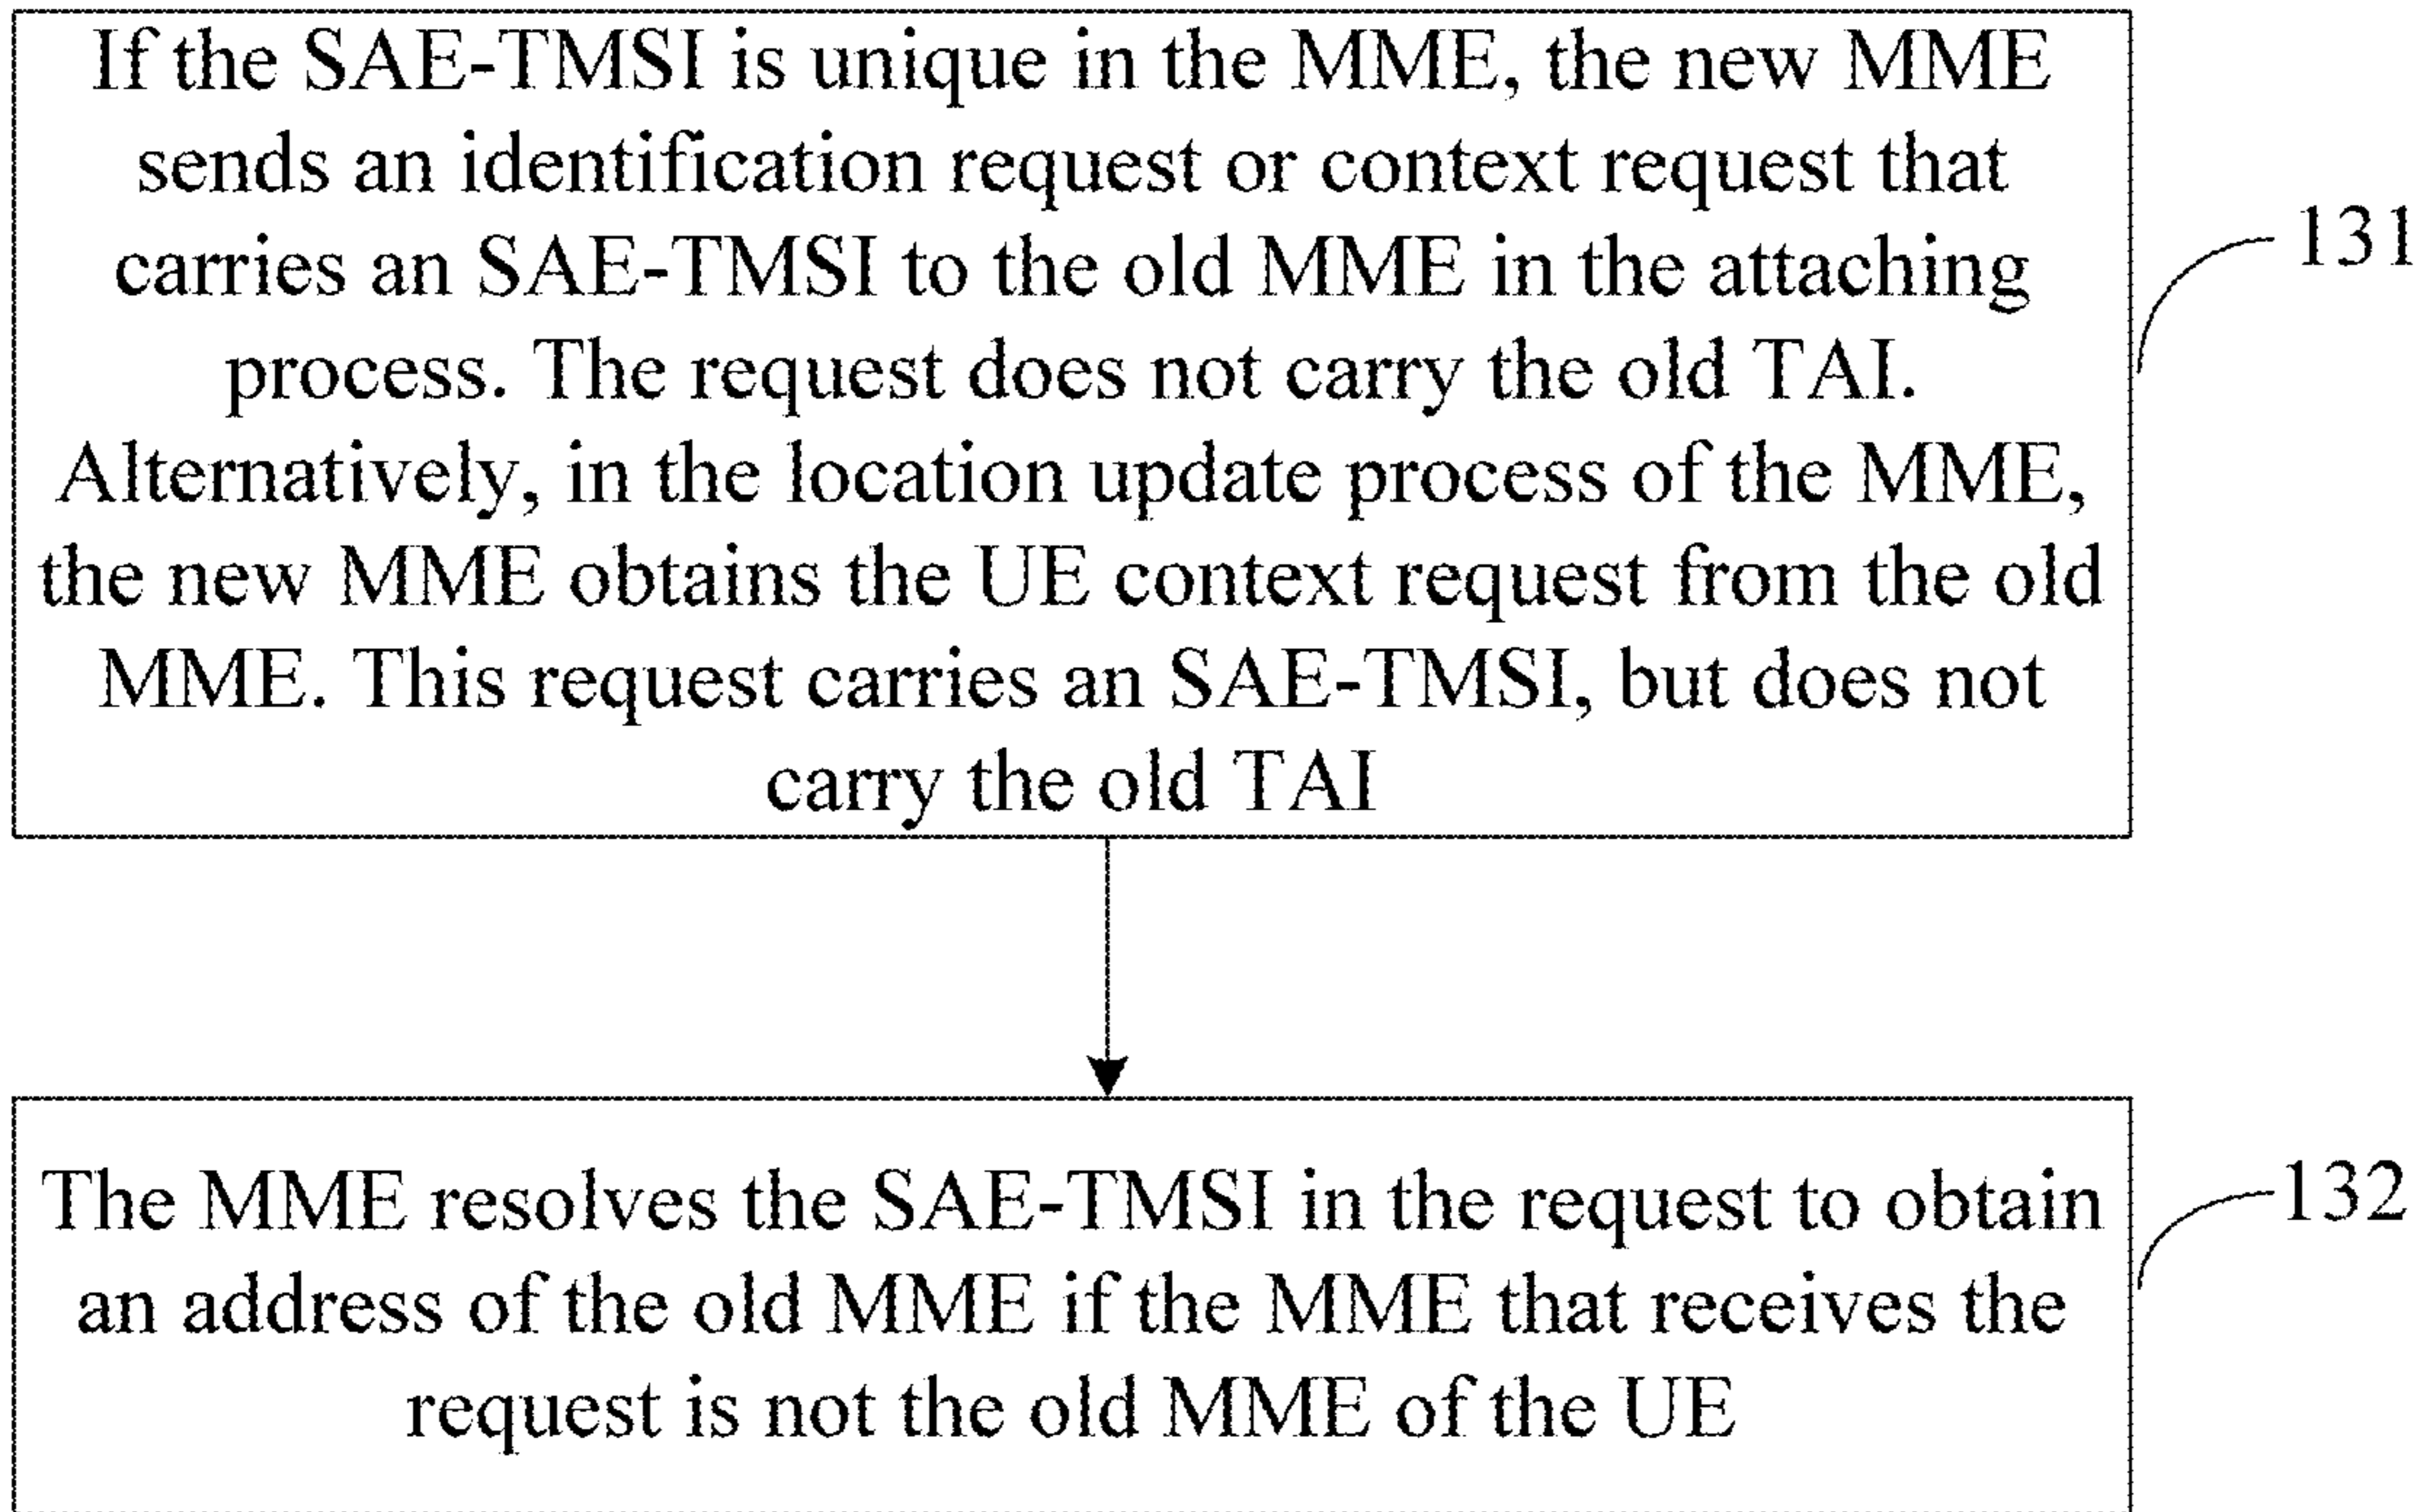 If the SAE-TMSI is unique in the MME, the new MME
sends an identification request or context request that
carries an SAE-TMSI to the old MME in the attaching
process. The request does not carry the old TAI.
Alternatively, in the location update process of the MME,
the new MME obtains the UE context request from the old
MME. This request carries an SAE-TMSI, but does not
carry the old TAI
131
The MME resolves the SAE-TMSI in the request to obtain
an address of the old MME if the MME that receives the
request is not the old MME of the UE
132